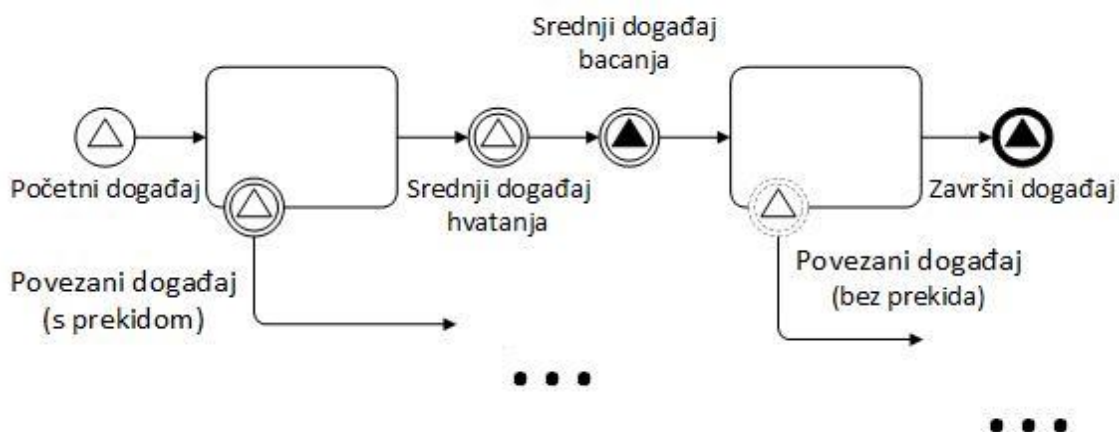 Srednji događaj
bacanja
Početni događaj
Srednji događaj
hvatanja
Završni događaj
Povezani događaj
(s prekidom)
Povezani događaj
(bez prekida)